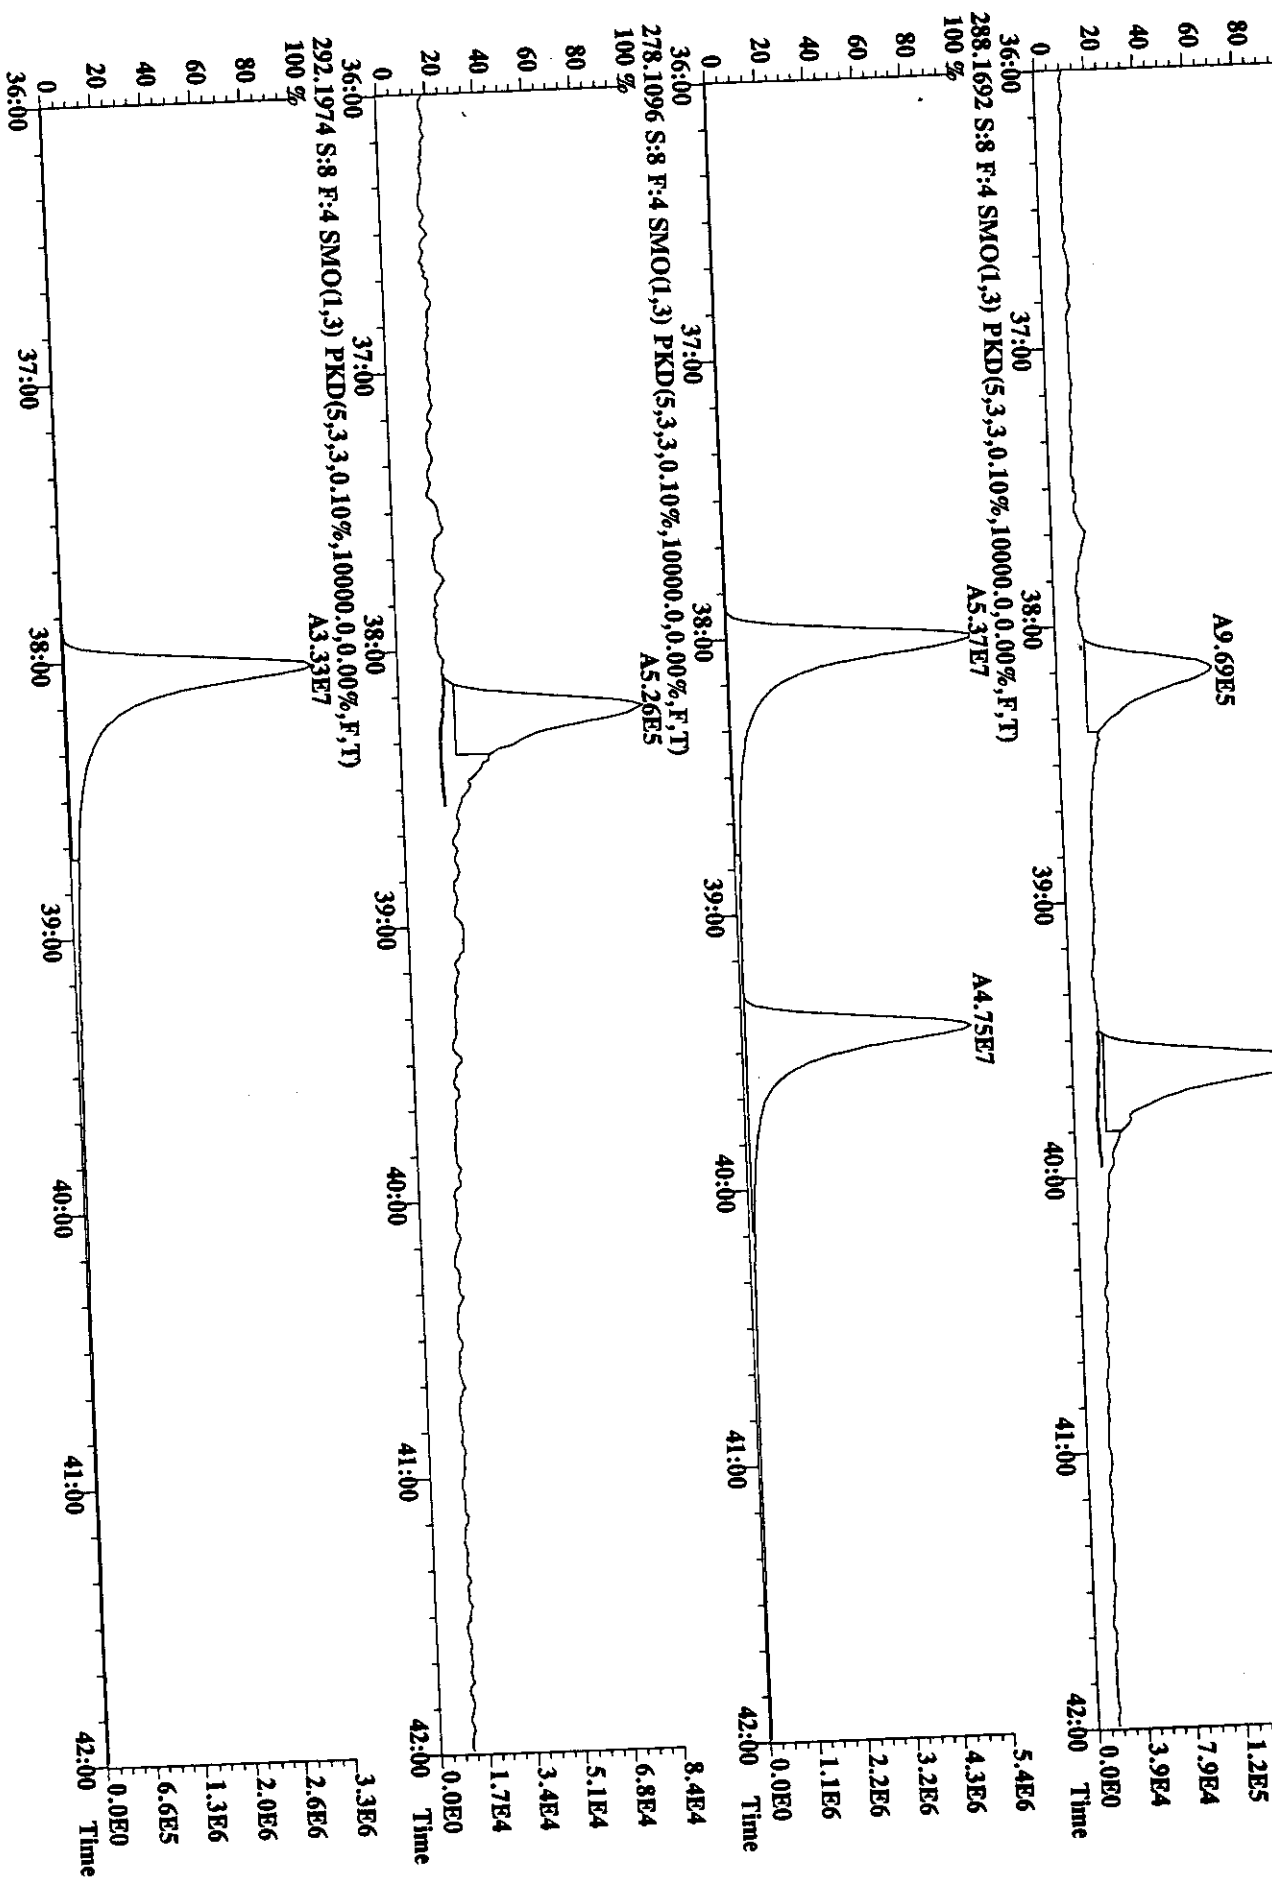 80 1.2E5
A9.69E5
60 7.9E4
40 3.9E4
20
0 0.0E0
36:00 37:00 38:00 39:00 40:00 41:00 42:00 Time
288.1692 S:8 F:4 SMO(1,3) PKD(5,3,3,0.10%,10000.0,0.00%,F,T)
100 % A5.37E7 A4.75E7 5.4E6
80 4.3E6
60 3.2E6
40 2.2E6
20 1.1E6
0 0.0E0
36:00 37:00 38:00 39:00 40:00 41:00 42:00 Time
278.1096 S:8 F:4 SMO(1,3) PKD(5,3,3,0.10%,10000.0,0.00%,F,T)
100 % A5.26E5 8.4E4
80 6.8E4
60 5.1E4
40 3.4E4
20 1.7E4
0 0.0E0
36:00 37:00 38:00 39:00 40:00 41:00 42:00 Time
292.1974 S:8 F:4 SMO(1,3) PKD(5,3,3,0.10%,10000.0,0.00%,F,T)
100 % A3.33E7 3.3E6
80 2.6E6
60 2.0E6
40 1.3E6
20 6.6E5
0 0.0E0
36:00 37:00 38:00 39:00 40:00 41:00 42:00 Time